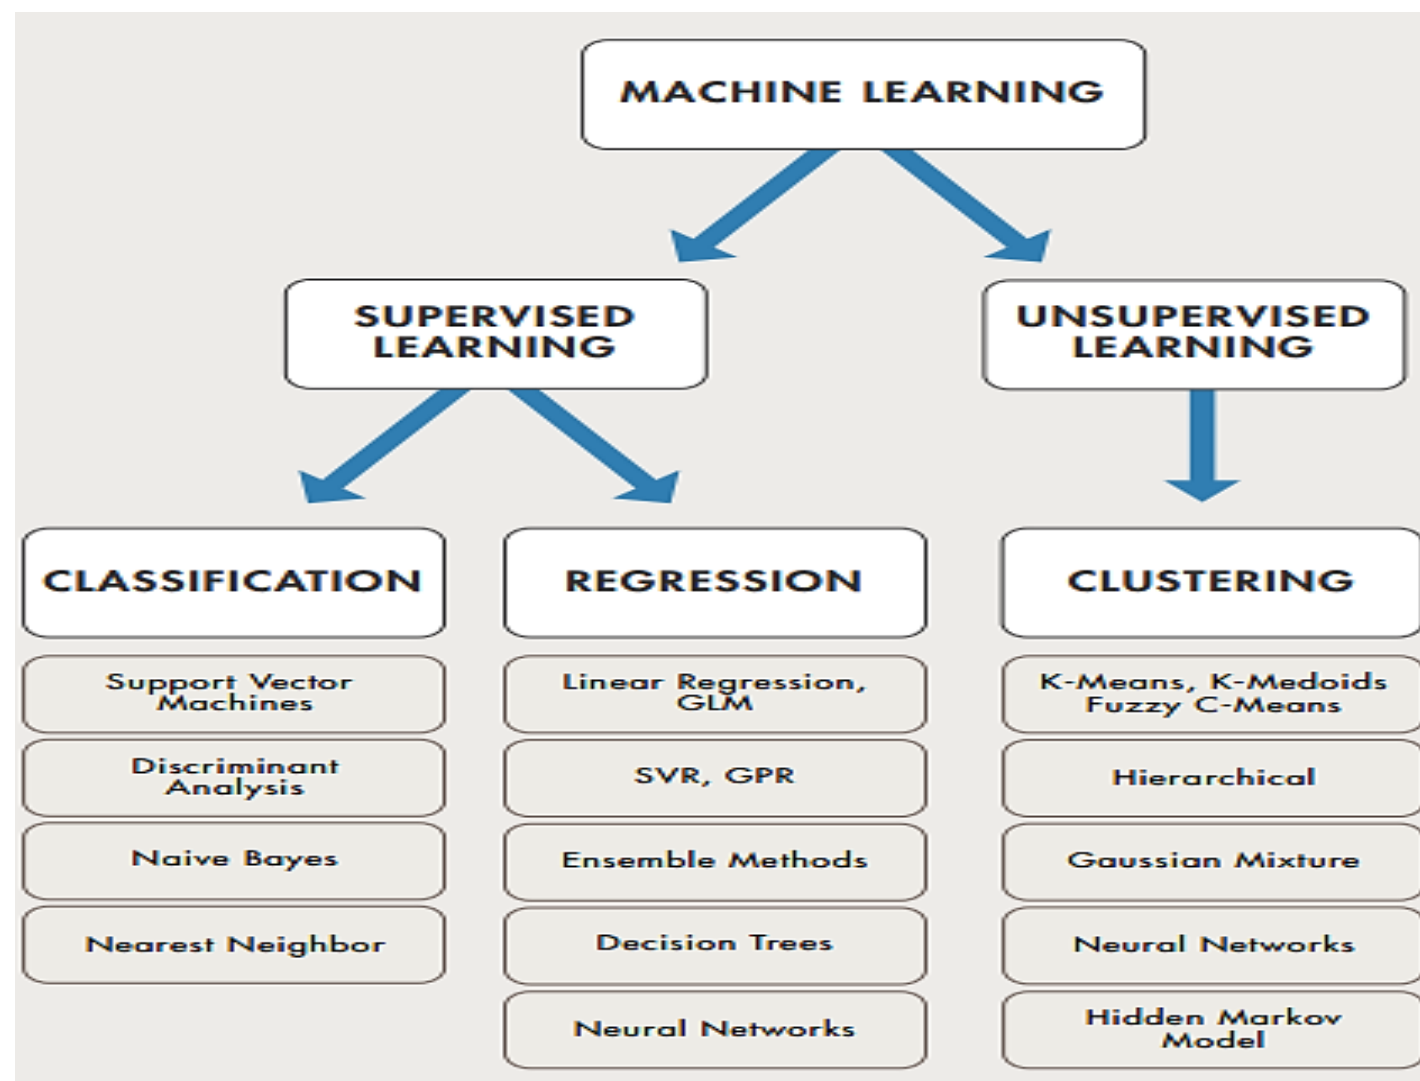 MACHINE LEARNING
SUPERVISED
LEARNING
UNSUPERVISED
LEARNING
CLASSIFICATION
Support Vector
Machines
Discriminant
Analysis
Naive Bayes
Nearest Neighbor
REGRESSION
Linear Regression,
GLM
SVR, GPR
Ensemble Methods
Decision Trees
Neural Networks
CLUSTERING
K-Means, K-Medoids
Fuzzy C-Means
Hierarchical
Gaussian Mixture
Neural Networks
Hidden Markov
Model